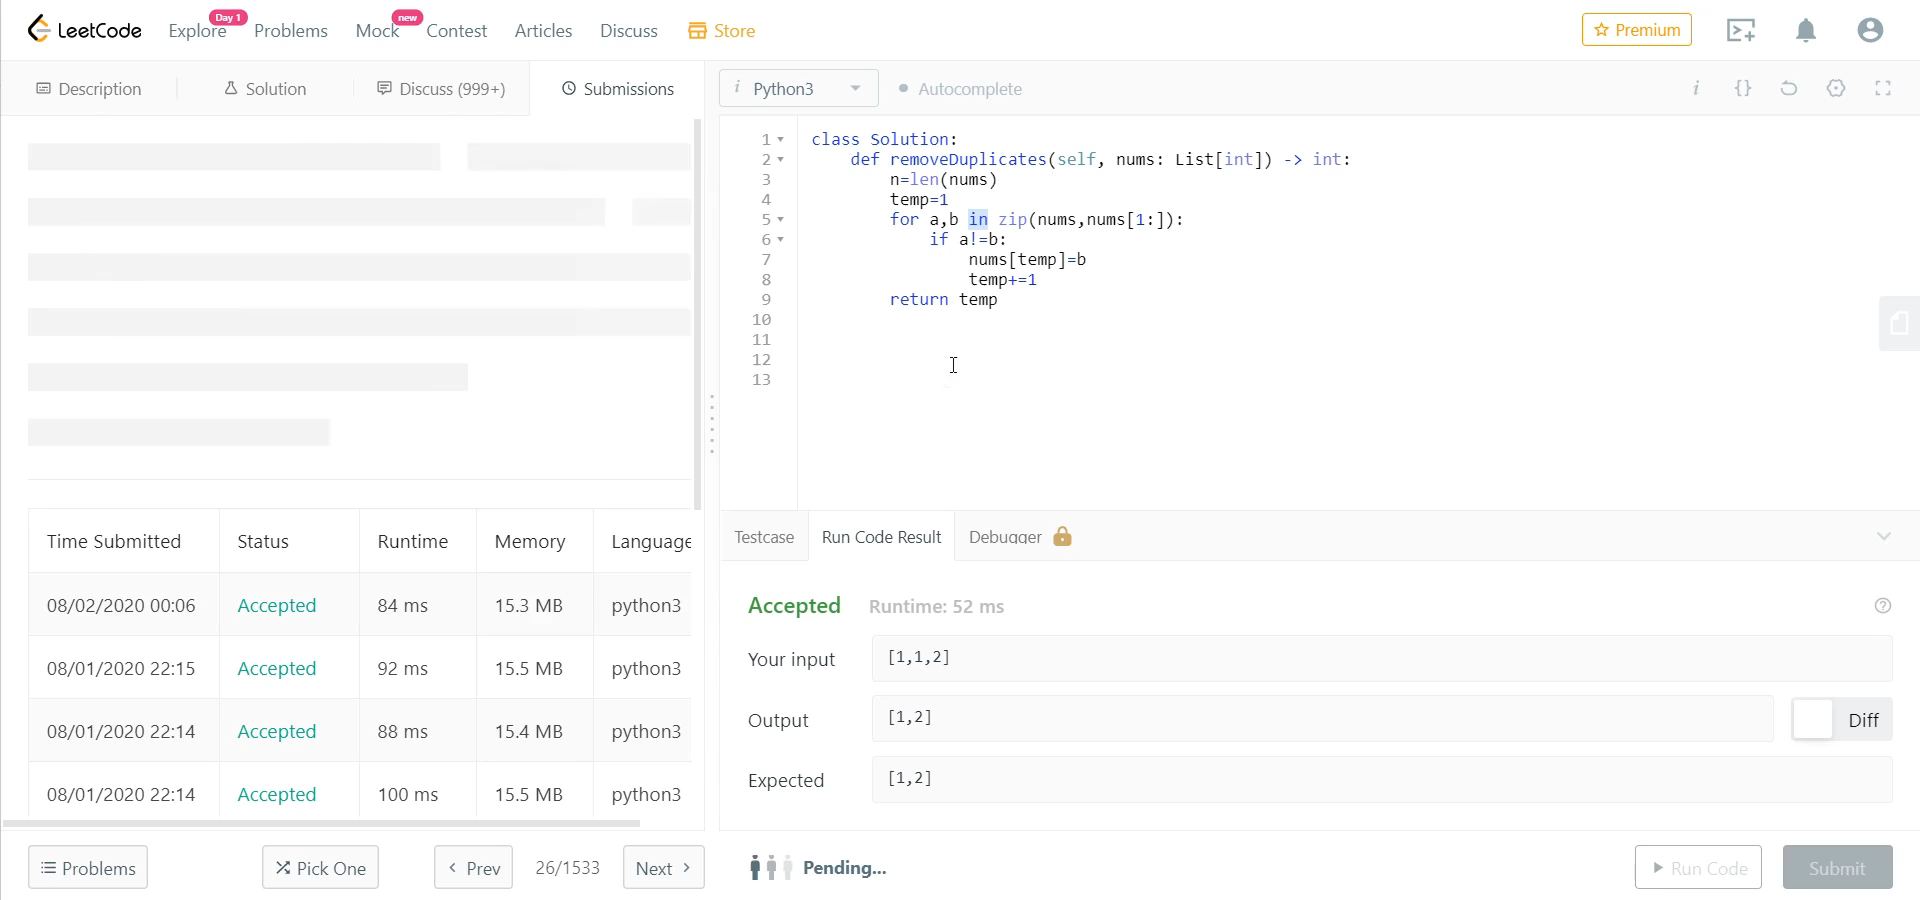 LeetCode Explore Day 1 Problems Mock new Contest Articles Discuss Store Premium
Description Solution Discuss (999+) Submissions
i Python3 Autocomplete i {}
1 class Solution:
2 def removeDuplicates(self, nums: List[int]) -> int:
3 n=len(nums)
4 temp=1
5 for a,b in zip(nums,nums[1:]):
6 if a!=b:
7 nums[temp]=b
8 temp+=1
9 return temp
10
11
12
13
Time Submitted Status Runtime Memory Language
08/02/2020 00:06 Accepted 84 ms 15.3 MB python3
08/01/2020 22:15 Accepted 92 ms 15.5 MB python3
08/01/2020 22:14 Accepted 88 ms 15.4 MB python3
08/01/2020 22:14 Accepted 100 ms 15.5 MB python3
Testcase Run Code Result Debugger
Accepted Runtime: 52 ms
Your input [1,1,2]
Output [1,2] Diff
Expected [1,2]
Problems Pick One Prev 26/1533 Next
Pending... Run Code Submit